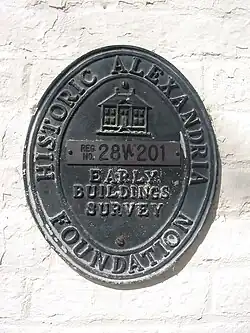 HISTORIC ALEXANDRIA
REG
NO. 28W-201
EARLY
BUILDINGS
SURVEY
FOUNDATION